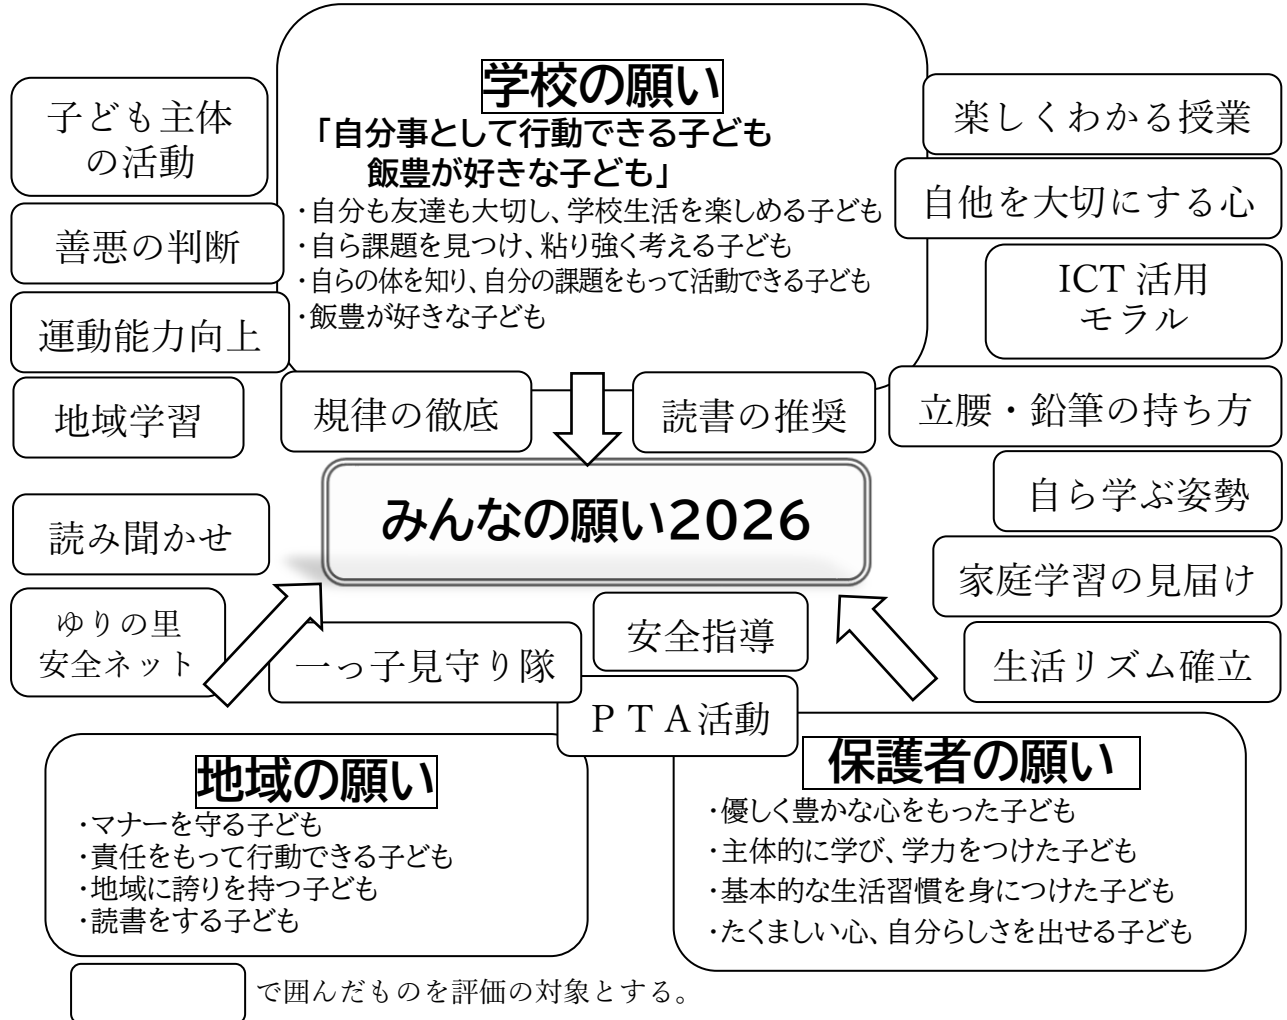 学校の願い
「自分事として行動できる子ども
飯豊が好きな子ども」
・自分も友達も大切し、学校生活を楽しめる子ども
・自ら課題を見つけ、粘り強く考える子ども
・自らの体を知り、自分の課題をもって活動できる子ども
・飯豊が好きな子ども
子ども主体
の活動
善悪の判断
運動能力向上
地域学習
規律の徹底
読書の推奨
楽しくわかる授業
自他を大切にする心
ICT 活用
モラル
立腰・鉛筆の持ち方
自ら学ぶ姿勢
家庭学習の見届け
生活リズム確立
みんなの願い2026
読み聞かせ
ゆりの里
安全ネット
一っ子見守り隊
安全指導
ＰＴＡ活動
地域の願い
・マナーを守る子ども
・責任をもって行動できる子ども
・地域に誇りを持つ子ども
・読書をする子ども
保護者の願い
・優しく豊かな心をもった子ども
・主体的に学び、学力をつけた子ども
・基本的な生活習慣を身につけた子ども
・たくましい心、自分らしさを出せる子ども
で囲んだものを評価の対象とする。